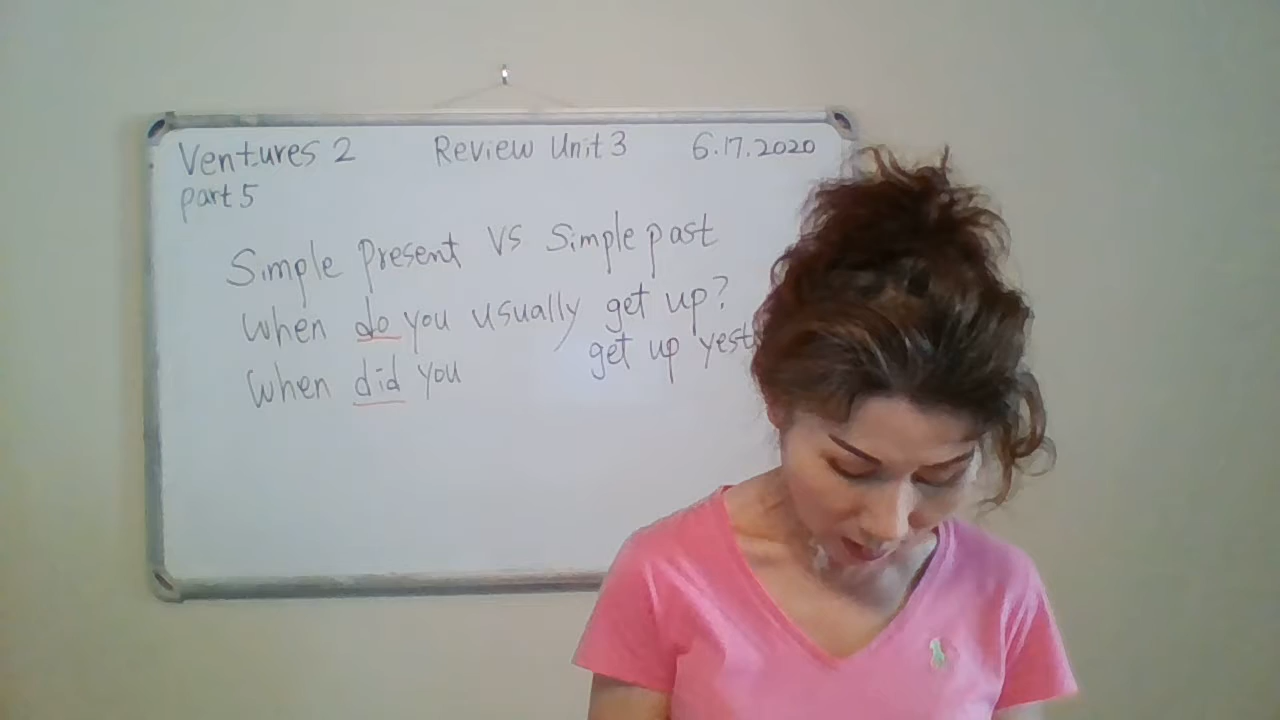 Ventures 2 Review Unit 3 6.17.2020
part 5
Simple Present VS Simple past
When do you usually get up?
When did you get up